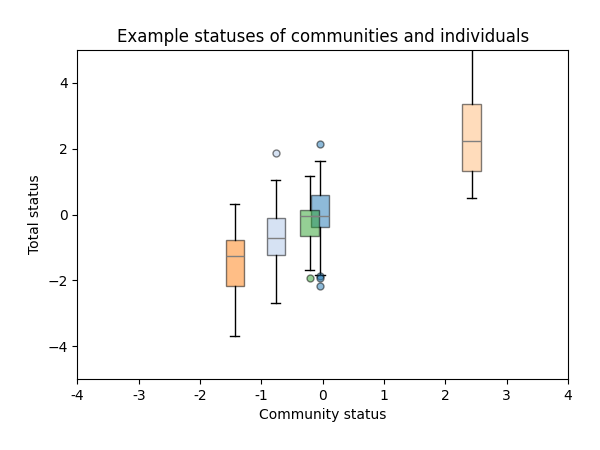 Example statuses of communities and individuals
4
2
0
−2
−4
Total status
-4 -3 -2 -1 0 1 2 3 4
Community status